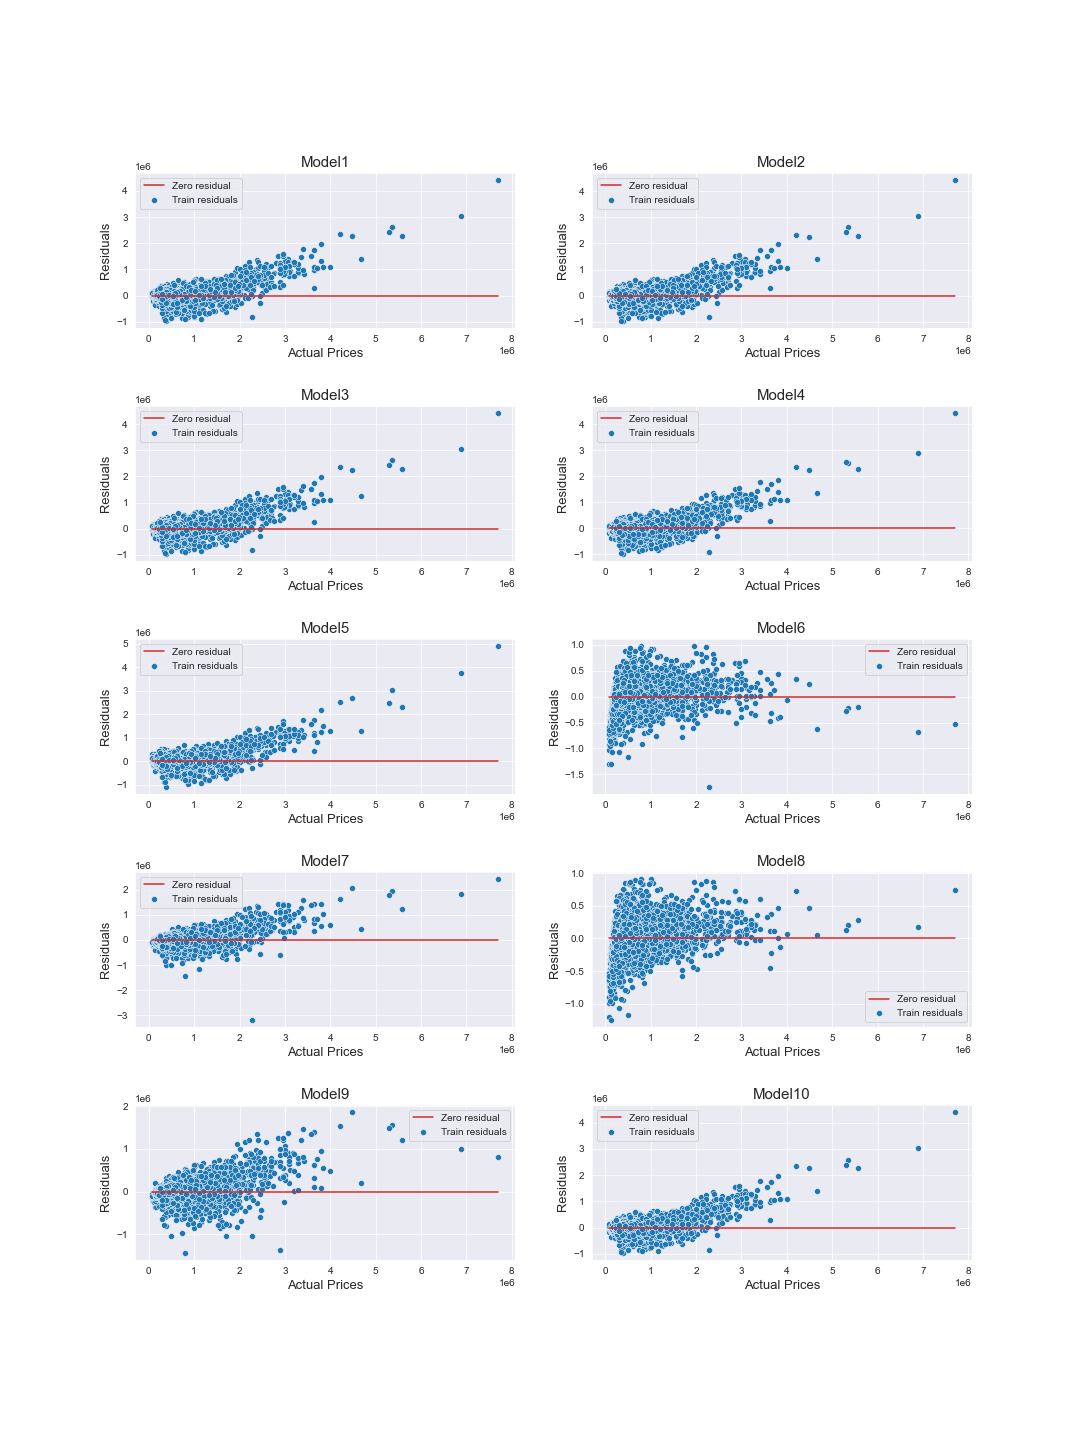 Model1
1e6
Zero residual
Train residuals
Residuals
4
3
2
1
0
−1
0 1 2 3 4 5 6 7 8
Actual Prices
1e6
Model2
1e6
Zero residual
Train residuals
Residuals
4
3
2
1
0
−1
0 1 2 3 4 5 6 7 8
Actual Prices
1e6
Model3
1e6
Zero residual
Train residuals
Residuals
4
3
2
1
0
−1
0 1 2 3 4 5 6 7 8
Actual Prices
1e6
Model4
1e6
Zero residual
Train residuals
Residuals
4
3
2
1
0
−1
0 1 2 3 4 5 6 7 8
Actual Prices
1e6
Model5
1e6
Zero residual
Train residuals
Residuals
5
4
3
2
1
0
−1
0 1 2 3 4 5 6 7 8
Actual Prices
1e6
Model6
Zero residual
Train residuals
Residuals
1.0
0.5
0.0
−0.5
−1.0
−1.5
0 1 2 3 4 5 6 7 8
Actual Prices
1e6
Model7
1e6
Zero residual
Train residuals
Residuals
2
1
0
−1
−2
−3
0 1 2 3 4 5 6 7 8
Actual Prices
1e6
Model8
Residuals
1.0
0.5
0.0
−0.5
−1.0
Zero residual
Train residuals
0 1 2 3 4 5 6 7 8
Actual Prices
1e6
Model9
1e6
Zero residual
Train residuals
Residuals
2
1
0
−1
0 1 2 3 4 5 6 7 8
Actual Prices
1e6
Model10
1e6
Zero residual
Train residuals
Residuals
4
3
2
1
0
−1
0 1 2 3 4 5 6 7 8
Actual Prices
1e6